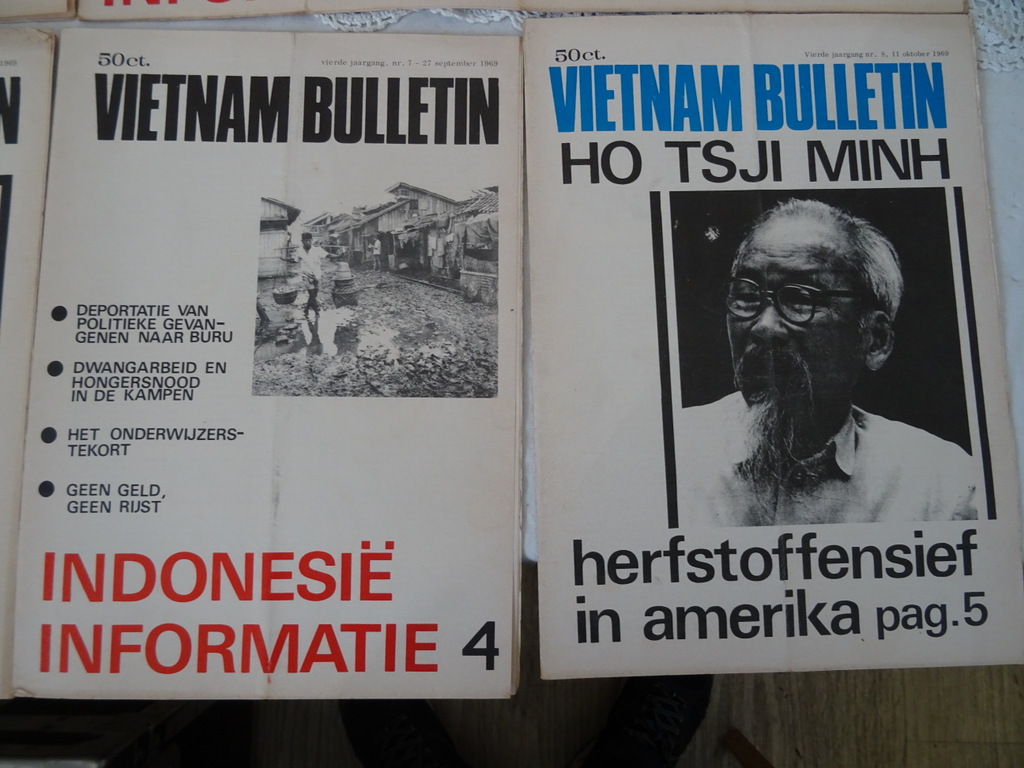 50ct.
vierde jaargang, nr. 7 - 27 september 1969
VIETNAM BULLETIN
● DEPORTATIE VAN
POLITIEKE GEVAN-
GENEN NAAR BURU
● DWANGARBEID EN
HONGERSNOOD
IN DE KAMPEN
● HET ONDERWIJZERS-
TEKORT
● GEEN GELD,
GEEN RIJST
INDONESIË
INFORMATIE 4
50ct.
Vierde jaargang nr. 8, 11 oktober 1969
VIETNAM BULLETIN
HO TSJI MINH
herfstoffensief
in amerika pag.5
1969
N